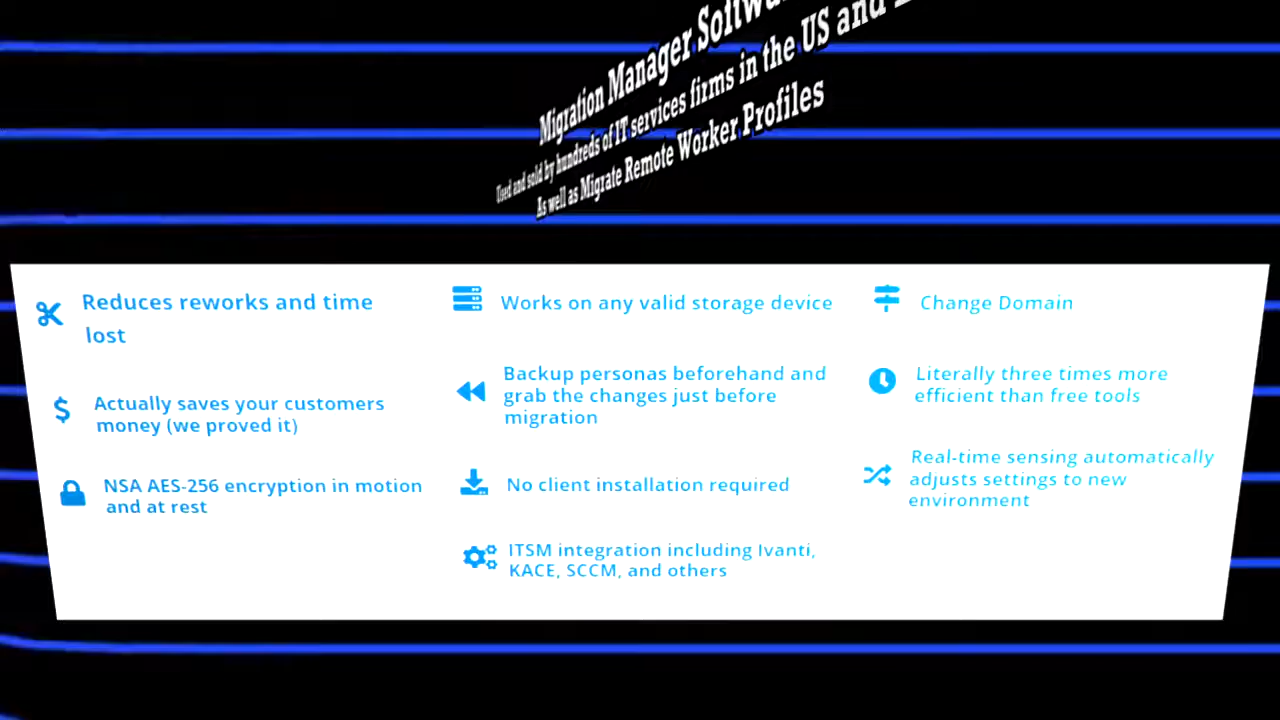 Migration Manager
Used and sold by hundreds of IT services firms in the US and
As well as Migrate Remote Worker Profiles
Reduces reworks and time
lost
Actually saves your customers
money (we proved it)
NSA AES-256 encryption in motion
and at rest
Works on any valid storage device
Backup personas beforehand and
grab the changes just before
migration
No client installation required
ITSM integration including Ivanti,
KACE, SCCM, and others
Change Domain
Literally three times more
efficient than free tools
Real-time sensing automatically
adjusts settings to new
environment